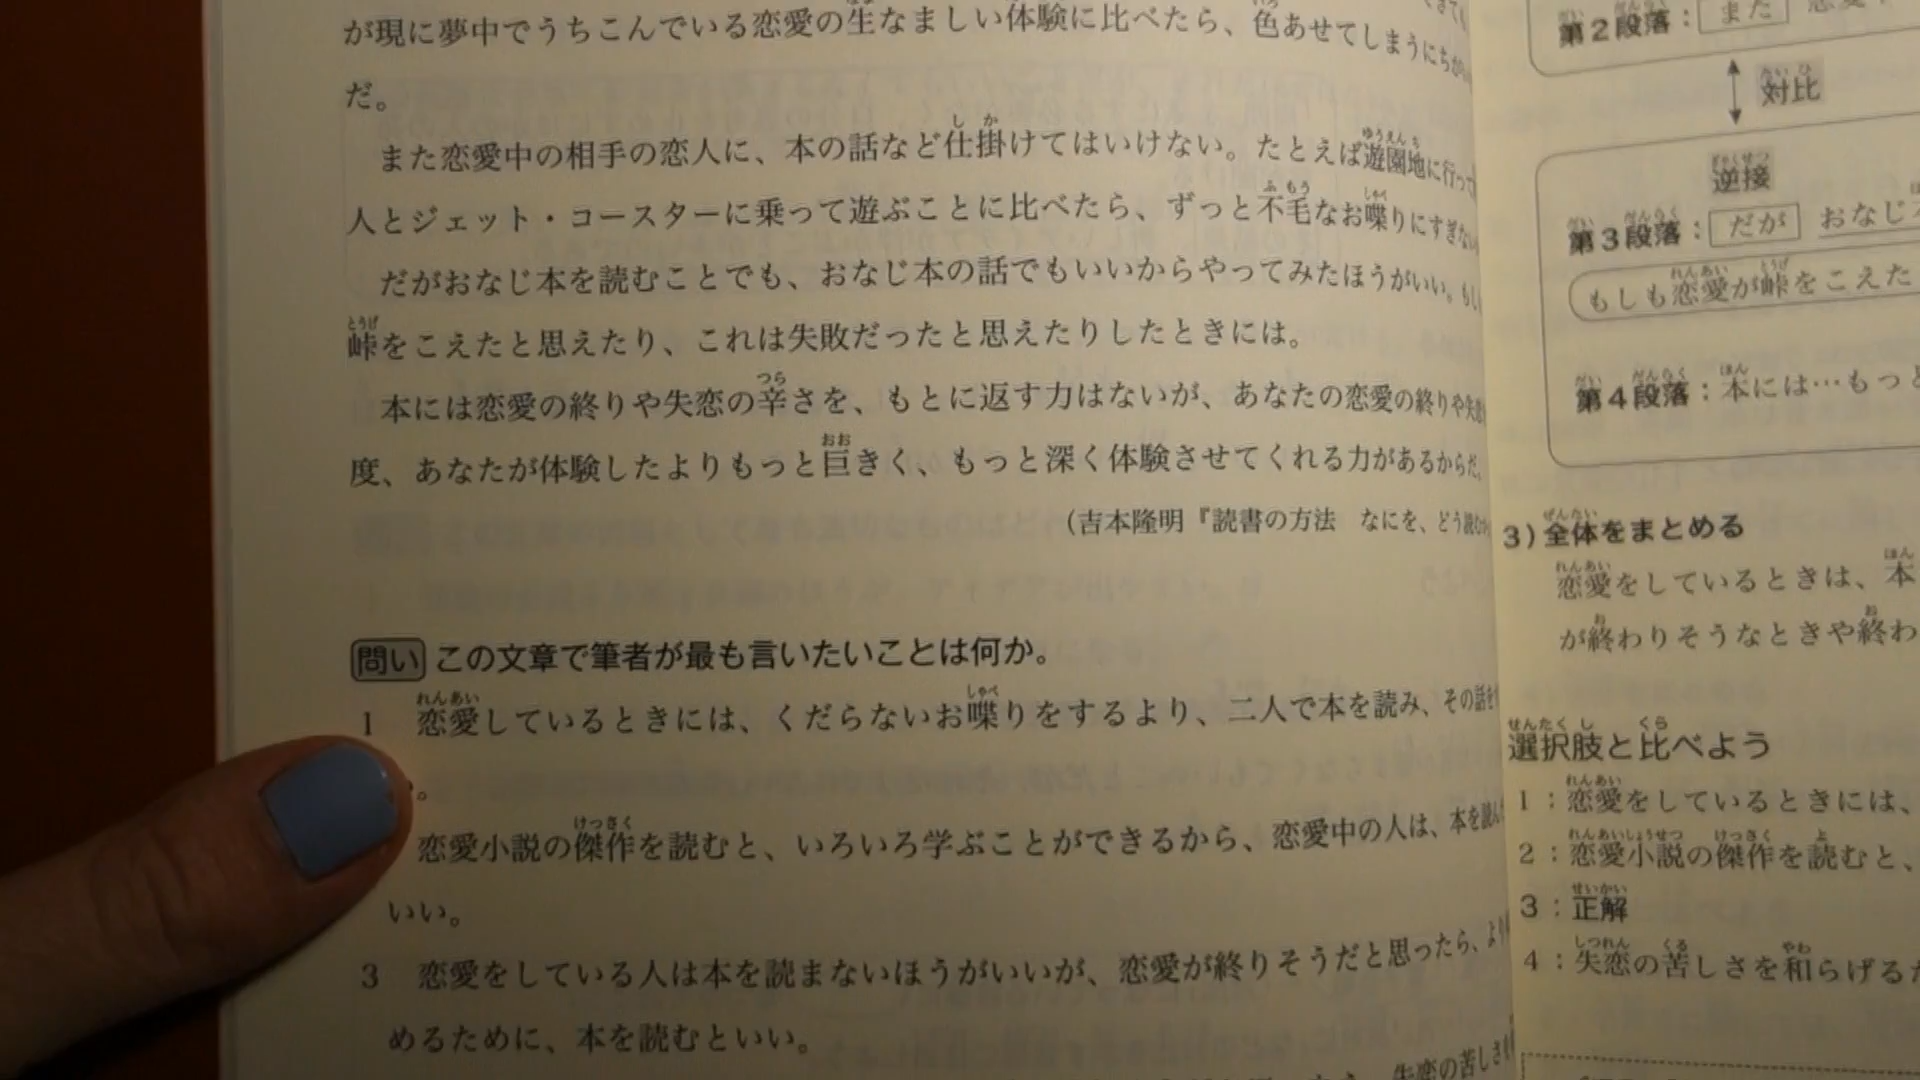 が現に夢中でうちこんでいる恋愛の生なましい体験に比べたら、色あせてしまうにちが
だ。
また恋愛中の相手の恋人に、本の話など仕掛けてはいけない。たとえば遊園地に行って
人とジェット・コースターに乗って遊ぶことに比べたら、ずっと不毛なお喋りにすぎない
だがおなじ本を読むことでも、おなじ本の話でもいいからやってみたほうがいい。もし
峠をこえたと思えたり、これは失敗だったと思えたりしたときには。
本には恋愛の終りや失恋の辛さを、もとに返す力はないが、あなたの恋愛の終りや失恋
度、あなたが体験したよりもっと巨きく、もっと深く体験させてくれる力があるからだ。
(吉本隆明『読書の方法 なにを、どう読む
問い この文章で筆者が最も言いたいことは何か。
1 恋愛しているときには、くだらないお喋りをするより、二人で本を読み、その話を
。
恋愛小説の傑作を読むと、いろいろ学ぶことができるから、恋愛中の人は、本を読ん
いい。
3 恋愛をしている人は本を読まないほうがいいが、恋愛が終りそうだと思ったら、より
めるために、本を読むといい。
失恋の苦しさを
第2段落: また
対比
逆接
第3段落: だが おなじ本
もしも恋愛が峠をこえた
第4段落:本には…もっと
3)全体をまとめる
恋愛をしているときは、本
が終わりそうなときや終わ
選択肢と比べよう
1:恋愛をしているときには、
2:恋愛小説の傑作を読むと、
3:正解
4:失恋の苦しさを和らげるた